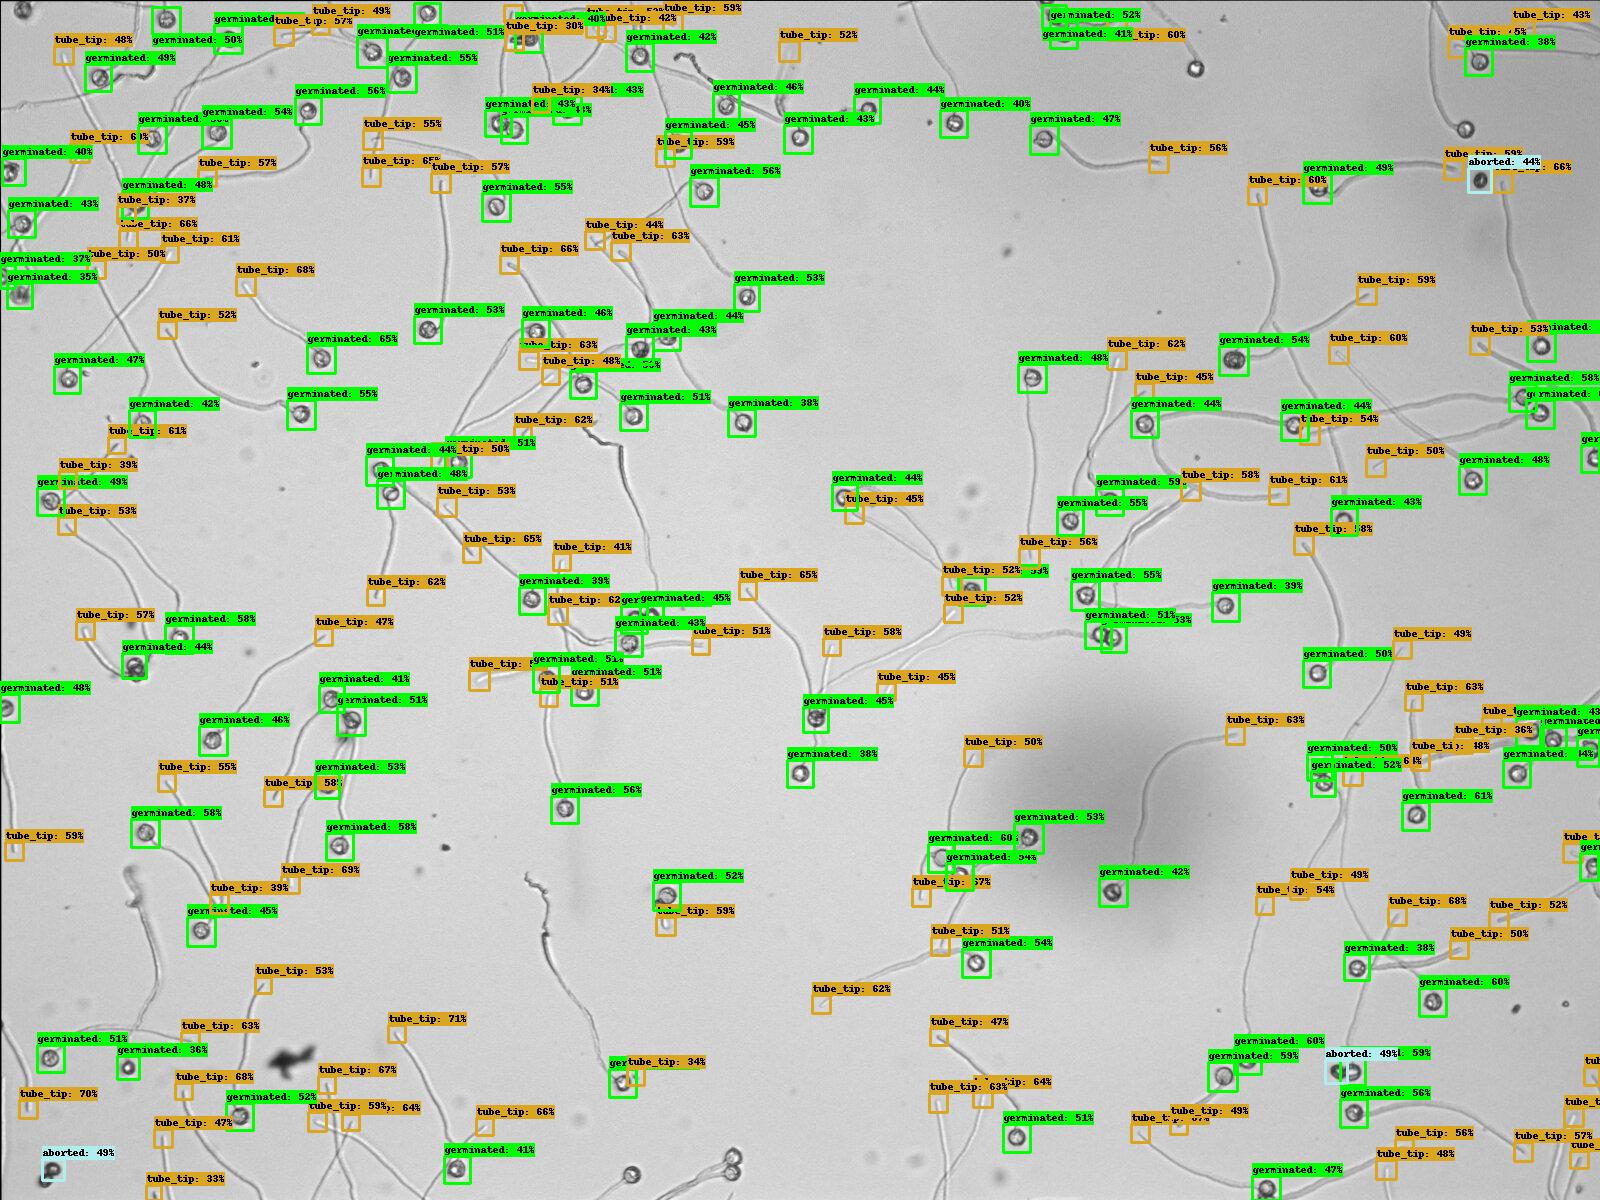 tube_tip: 49%
tube_tip: 59%
tube_tip: 43%
germinated: 52%
tube_tip: 48%
germinated: 50%
germinated: 51%
tube_tip: 30%
germinated: 42%
tube_tip: 52%
germinated: 41%
tube_tip: 60%
germinated: 38%
germinated: 49%
germinated: 55%
germinated: 56%
tube_tip: 34%
germinated: 46%
germinated: 44%
germinated: 54%
germinated: 40%
germinated: 43%
germinated: 47%
tube_tip: 55%
germinated: 45%
tube_tip: 59%
tube_tip: 56%
germinated: 40%
tube_tip: 57%
tube_tip: 57%
germinated: 56%
germinated: 49%
aborted: 44%
tube_tip: 60%
germinated: 48%
germinated: 55%
tube_tip: 37%
germinated: 43%
tube_tip: 66%
tube_tip: 61%
tube_tip: 44%
tube_tip: 63%
tube_tip: 66%
tube_tip: 50%
germinated: 37%
germinated: 35%
tube_tip: 68%
germinated: 53%
tube_tip: 59%
tube_tip: 52%
germinated: 53%
germinated: 46%
germinated: 44%
germinated: 43%
germinated: 65%
tube_tip: 63%
tube_tip: 62%
germinated: 54%
tube_tip: 60%
tube_tip: 53%
germinated: 47%
tube_tip: 48%
germinated: 48%
tube_tip: 45%
germinated: 58%
germinated: 55%
germinated: 42%
germinated: 51%
germinated: 38%
germinated: 44%
germinated: 44%
tube_tip: 54%
tube_tip: 61%
tube_tip: 62%
germinated: 44%
tube_tip: 50%
tube_tip: 50%
germinated: 48%
tube_tip: 39%
germinated: 49%
germinated: 48%
germinated: 44%
tube_tip: 45%
tube_tip: 58%
tube_tip: 61%
tube_tip: 53%
germinated: 55%
germinated: 43%
tube_tip: 53%
tube_tip: 65%
tube_tip: 41%
tube_tip: 56%
tube_tip: 62%
germinated: 39%
tube_tip: 65%
tube_tip: 52%
germinated: 55%
germinated: 39%
germinated: 45%
tube_tip: 52%
tube_tip: 57%
germinated: 58%
tube_tip: 47%
germinated: 43%
tube_tip: 51%
tube_tip: 58%
germinated: 51%
tube_tip: 49%
germinated: 44%
germinated: 51%
germinated: 50%
germinated: 48%
germinated: 41%
tube_tip: 51%
tube_tip: 45%
tube_tip: 63%
germinated: 51%
germinated: 45%
germinated: 46%
tube_tip: 63%
tube_tip: 36%
tube_tip: 50%
germinated: 50%
germinated: 38%
tube_tip: 55%
germinated: 53%
germinated: 52%
germinated: 56%
germinated: 61%
germinated: 58%
germinated: 58%
germinated: 53%
tube_tip: 59%
germinated: 60%
tube_tip: 69%
germinated: 52%
germinated: 42%
tube_tip: 49%
tube_tip: 39%
germinated: 45%
tube_tip: 59%
tube_tip: 68%
tube_tip: 52%
tube_tip: 51%
germinated: 54%
tube_tip: 50%
germinated: 38%
tube_tip: 53%
tube_tip: 62%
germinated: 60%
tube_tip: 63%
tube_tip: 71%
tube_tip: 47%
germinated: 51%
germinated: 36%
germinated: 60%
germinated: 59%
aborted: 49%
tube_tip: 34%
tube_tip: 67%
tube_tip: 68%
tube_tip: 63%
tube_tip: 70%
germinated: 52%
germinated: 56%
tube_tip: 59%
tube_tip: 66%
germinated: 51%
tube_tip: 49%
tube_tip: 47%
tube_tip: 56%
tube_tip: 57%
aborted: 49%
germinated: 41%
tube_tip: 48%
germinated: 47%
tube_tip: 33%